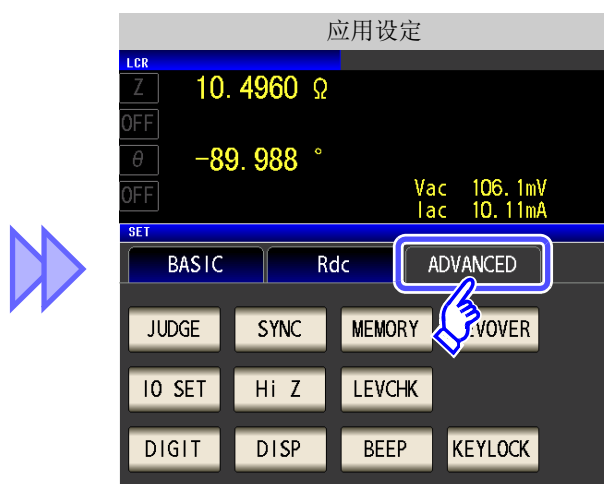 应用设定
LCR
Z 10.4960 Ω
OFF
θ -89.988 °
OFF
Vac 106.1mV
Iac 10.11mA
SET
BASIC Rdc ADVANCED
JUDGE SYNC MEMORY VOVER
IO SET Hi Z LEVCHK
DIGIT DISP BEEP KEYLOCK